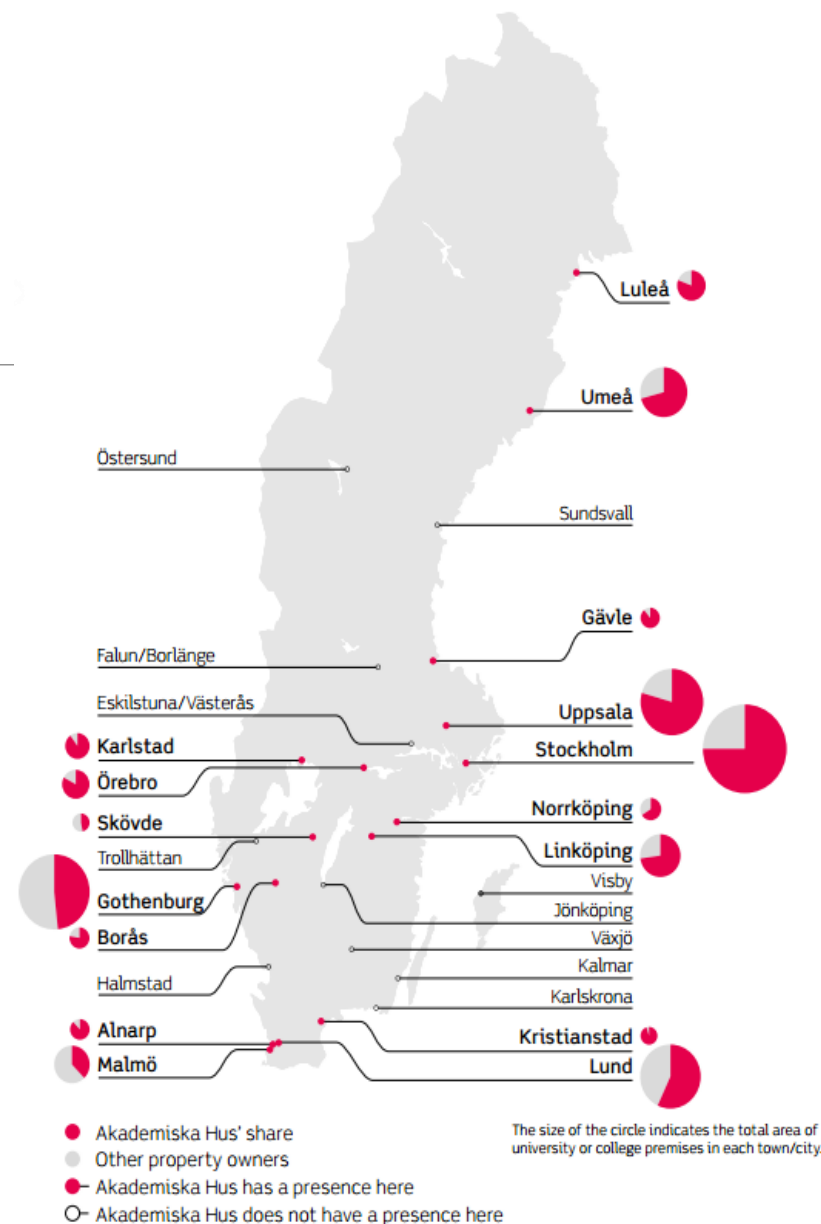 Luleå
Umeå
Östersund
Sundsvall
Gävle
Falun/Borlänge
Eskilstuna/Västerås
Uppsala
Karlstad
Stockholm
Örebro
Norrköping
Skövde
Linköping
Trollhättan
Visby
Gothenburg
Jönköping
Borås
Växjö
Kalmar
Halmstad
Karlskrona
Alnarp
Kristianstad
Malmö
Lund
Akademiska Hus' share
Other property owners
Akademiska Hus has a presence here
Akademiska Hus does not have a presence here
The size of the circle indicates the total area of
university or college premises in each town/city.